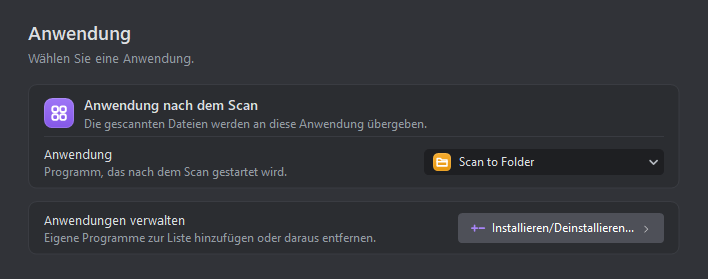 Anwendung
Wählen Sie eine Anwendung.
Anwendung nach dem Scan
Die gescannten Dateien werden an diese Anwendung übergeben.
Anwendung
Programm, das nach dem Scan gestartet wird.
Scan to Folder
Anwendungen verwalten
Eigene Programme zur Liste hinzufügen oder daraus entfernen.
Installieren/Deinstallieren...